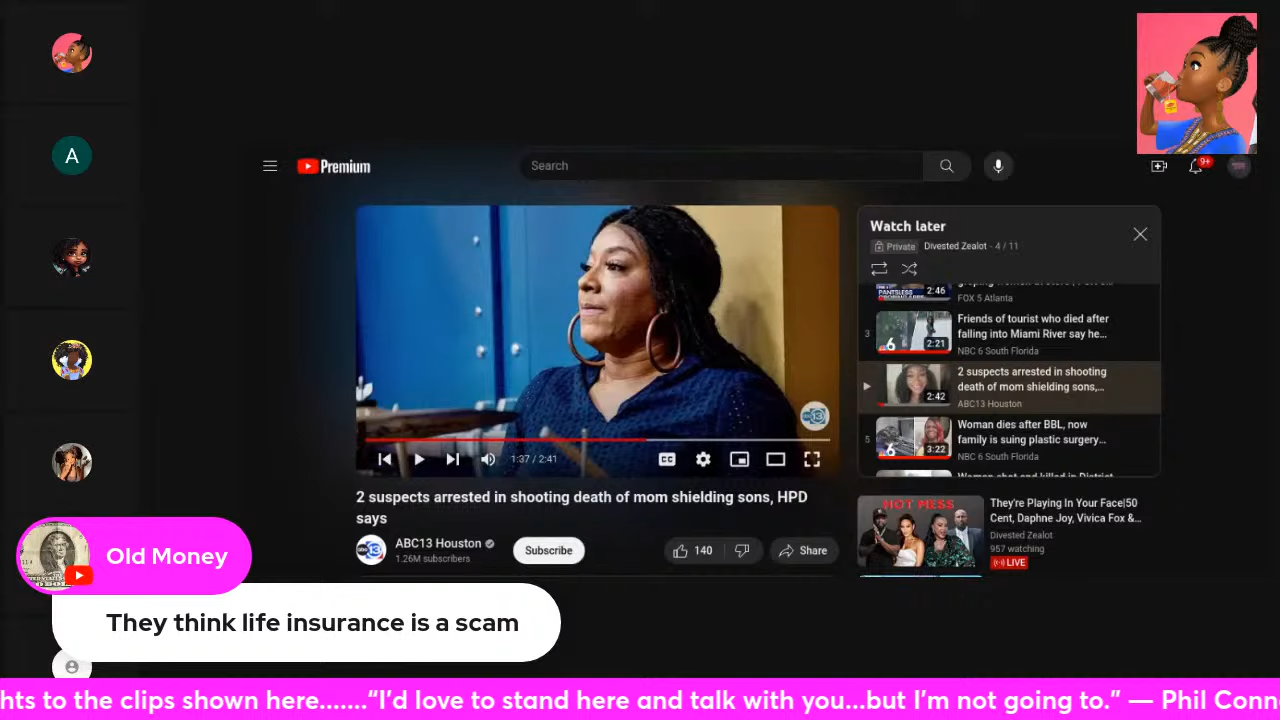 A
Premium
Search
9+
Watch later
Private
Divested Zealot - 4 / 11
2:46
FOX 5 Atlanta
3
2:21
Friends of tourist who died after
falling into Miami River say he...
NBC 6 South Florida
2:42
2 suspects arrested in shooting
death of mom shielding sons,...
ABC13 Houston
5
3:22
Woman dies after BBL, now
family is suing plastic surgery...
NBC 6 South Florida
1:37 / 2:41
CC
2 suspects arrested in shooting death of mom shielding sons, HPD
says
ABC13 Houston
1.26M subscribers
Subscribe
140
Share
HOT MESS
They're Playing In Your Face|50
Cent, Daphne Joy, Vivica Fox &...
Divested Zealot
957 watching
LIVE
Old Money
They think life insurance is a scam
hts to the clips shown here.......“I’d love to stand here and talk with you...but I’m not going to.” — Phil Conn